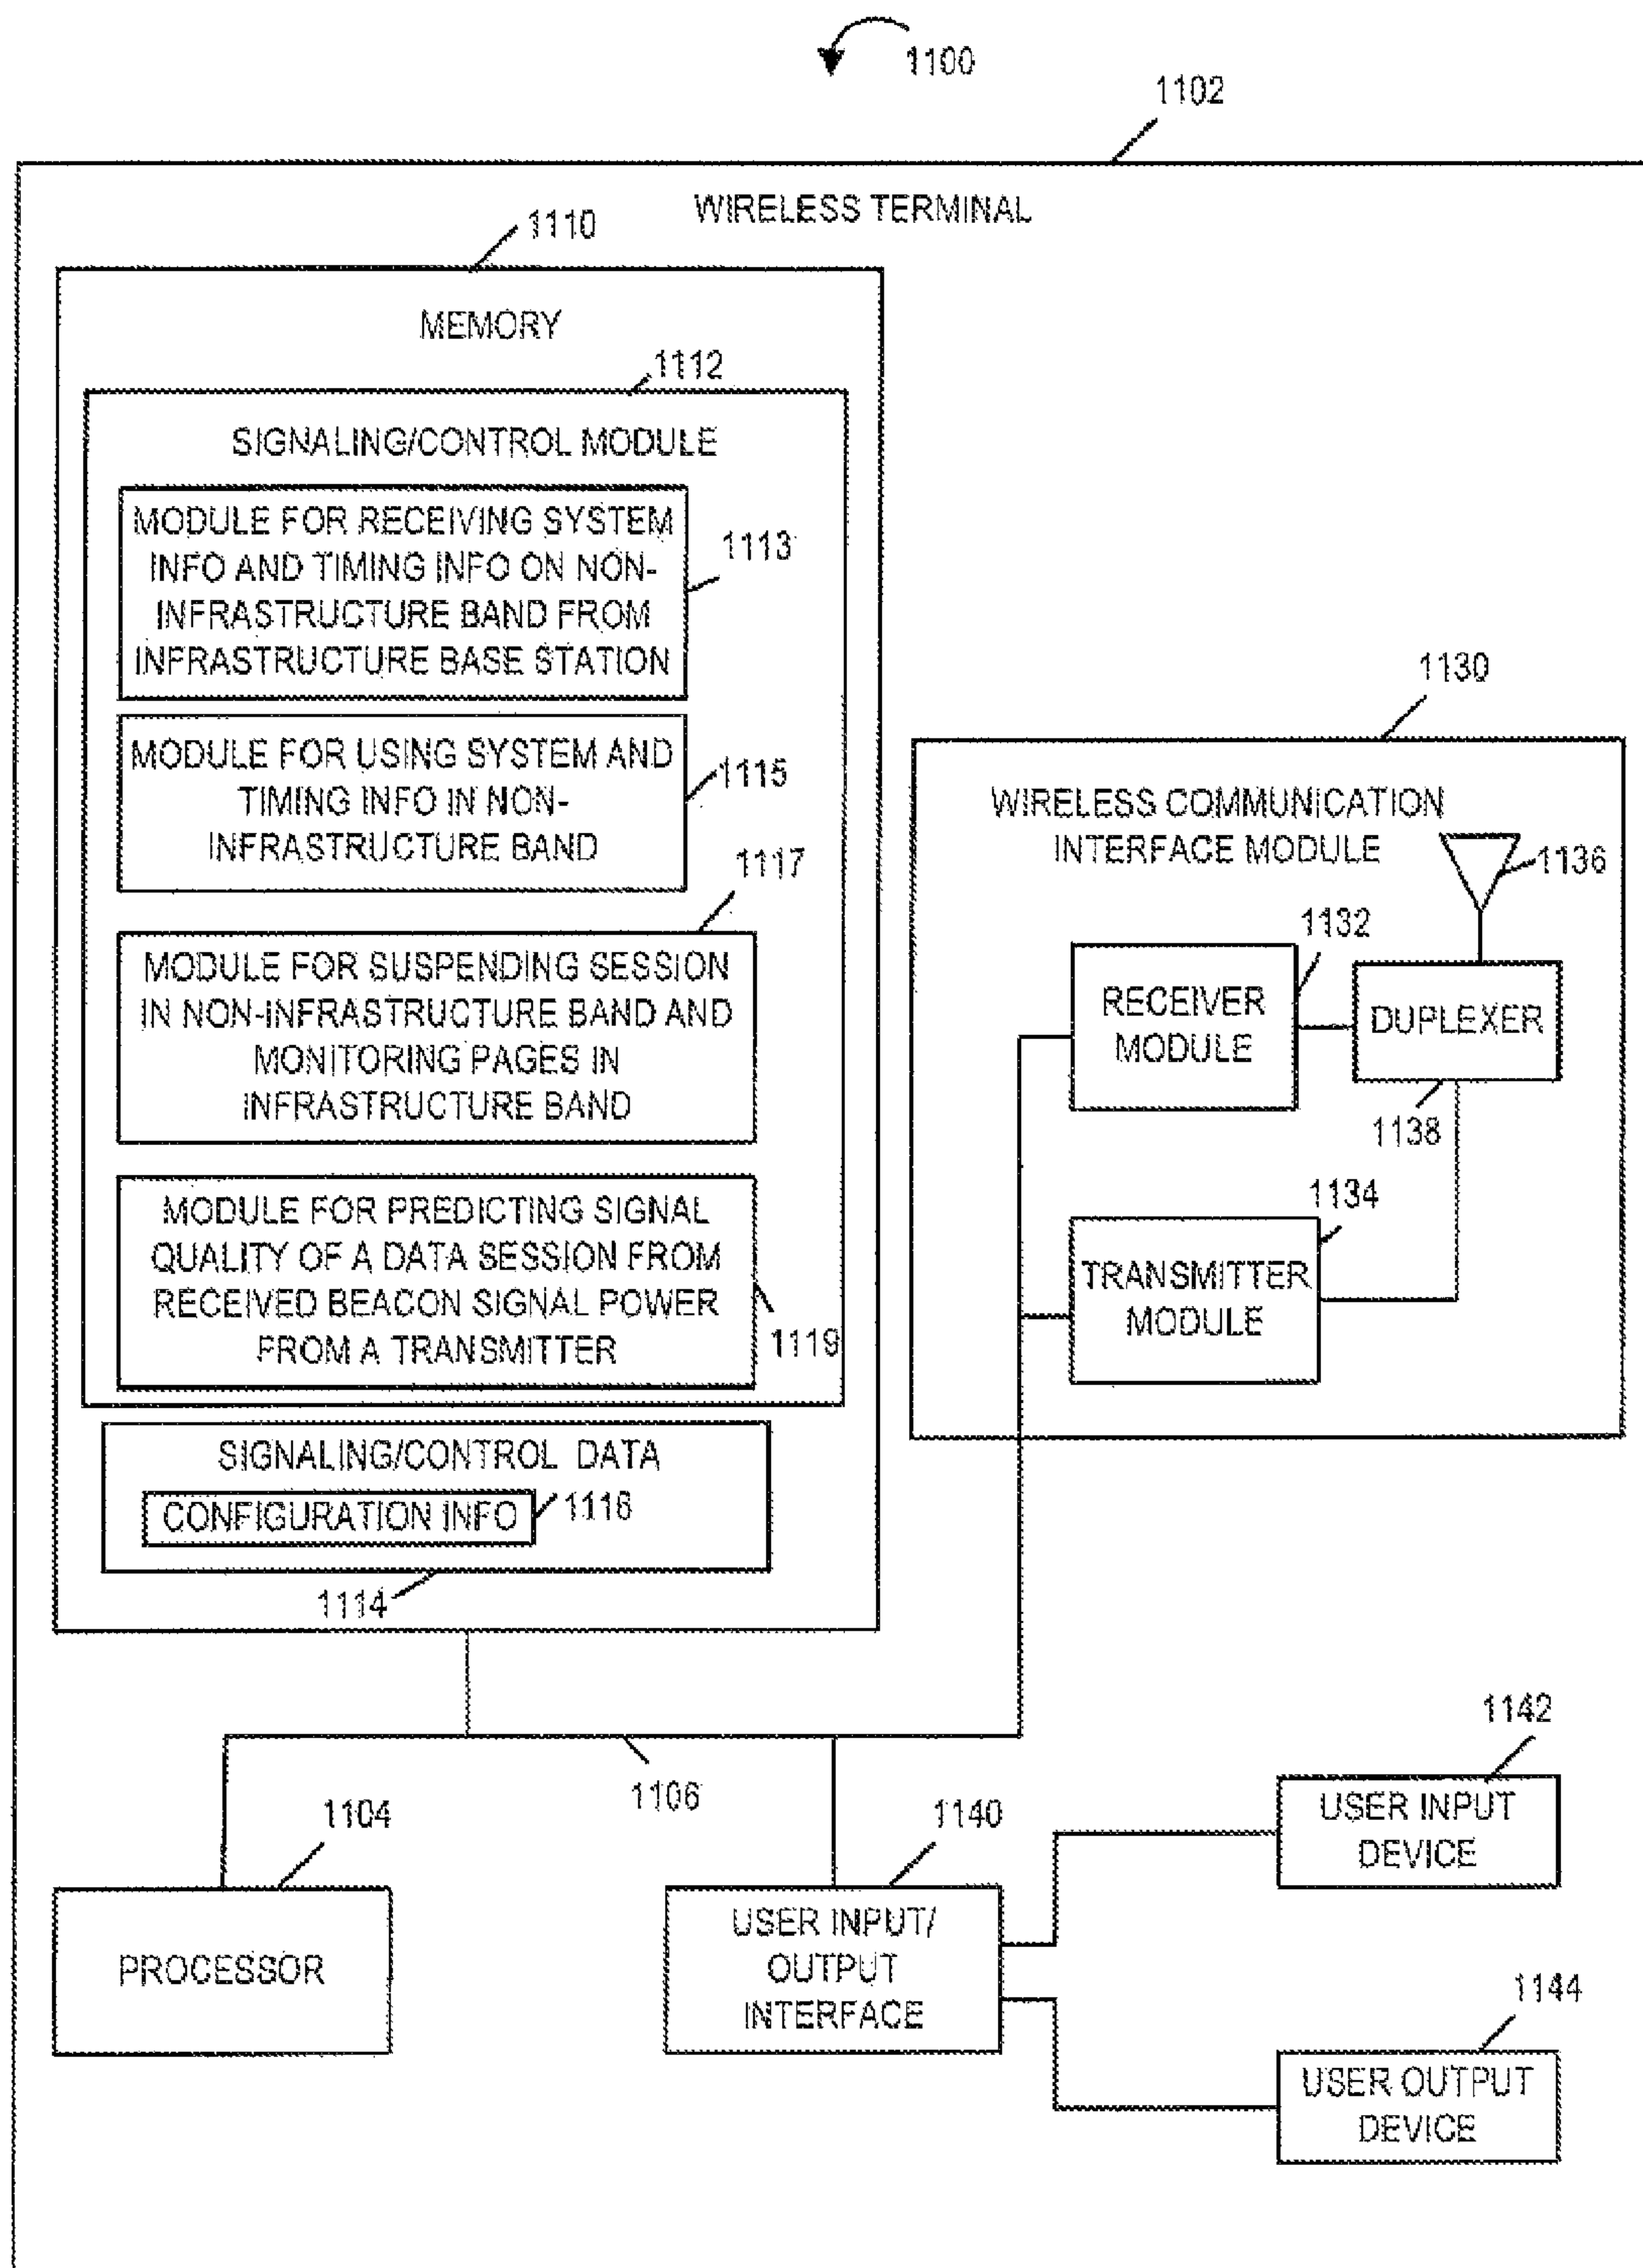 1100
1102
WIRELESS TERMINAL
1110
MEMORY
1112
SIGNALING/CONTROL MODULE
MODULE FOR RECEIVING SYSTEM
INFO AND TIMING INFO ON NON-
INFRASTRUCTURE BAND FROM
INFRASTRUCTURE BASE STATION
1113
MODULE FOR USING SYSTEM AND
TIMING INFO IN NON-
INFRASTRUCTURE BAND
1115
1117
MODULE FOR SUSPENDING SESSION
IN NON-INFRASTRUCTURE BAND AND
MONITORING PAGES IN
INFRASTRUCTURE BAND
MODULE FOR PREDICTING SIGNAL
QUALITY OF A DATA SESSION FROM
RECEIVED BEACON SIGNAL POWER
FROM A TRANSMITTER
1119
SIGNALING/CONTROL DATA
CONFIGURATION INFO
1116
1114
1130
WIRELESS COMMUNICATION
INTERFACE MODULE
1136
1132
RECEIVER
MODULE
DUPLEXER
1138
1134
TRANSMITTER
MODULE
1106
1104
PROCESSOR
1140
USER INPUT/
OUTPUT
INTERFACE
1142
USER INPUT
DEVICE
1144
USER OUTPUT
DEVICE